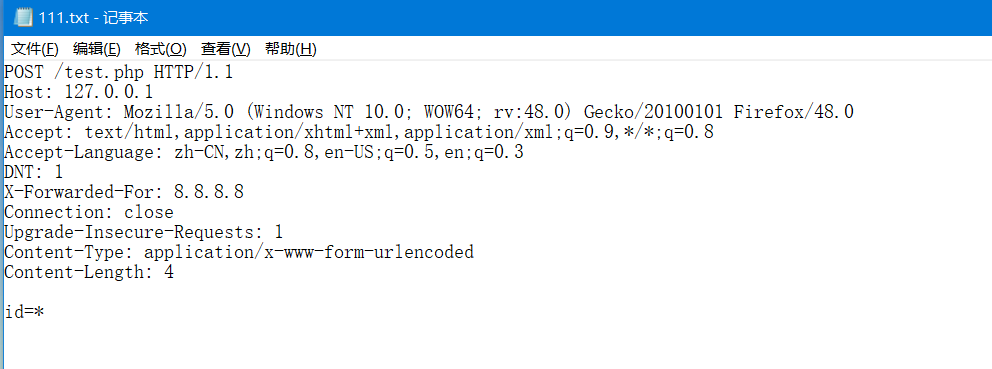 111.txt - 记事本
文件(F) 编辑(E) 格式(O) 查看(V) 帮助(H)
POST /test.php HTTP/1.1
Host: 127.0.0.1
User-Agent: Mozilla/5.0 (Windows NT 10.0; WOW64; rv:48.0) Gecko/20100101 Firefox/48.0
Accept: text/html,application/xhtml+xml,application/xml;q=0.9,*/*;q=0.8
Accept-Language: zh-CN,zh;q=0.8,en-US;q=0.5,en;q=0.3
DNT: 1
X-Forwarded-For: 8.8.8.8
Connection: close
Upgrade-Insecure-Requests: 1
Content-Type: application/x-www-form-urlencoded
Content-Length: 4
id=*